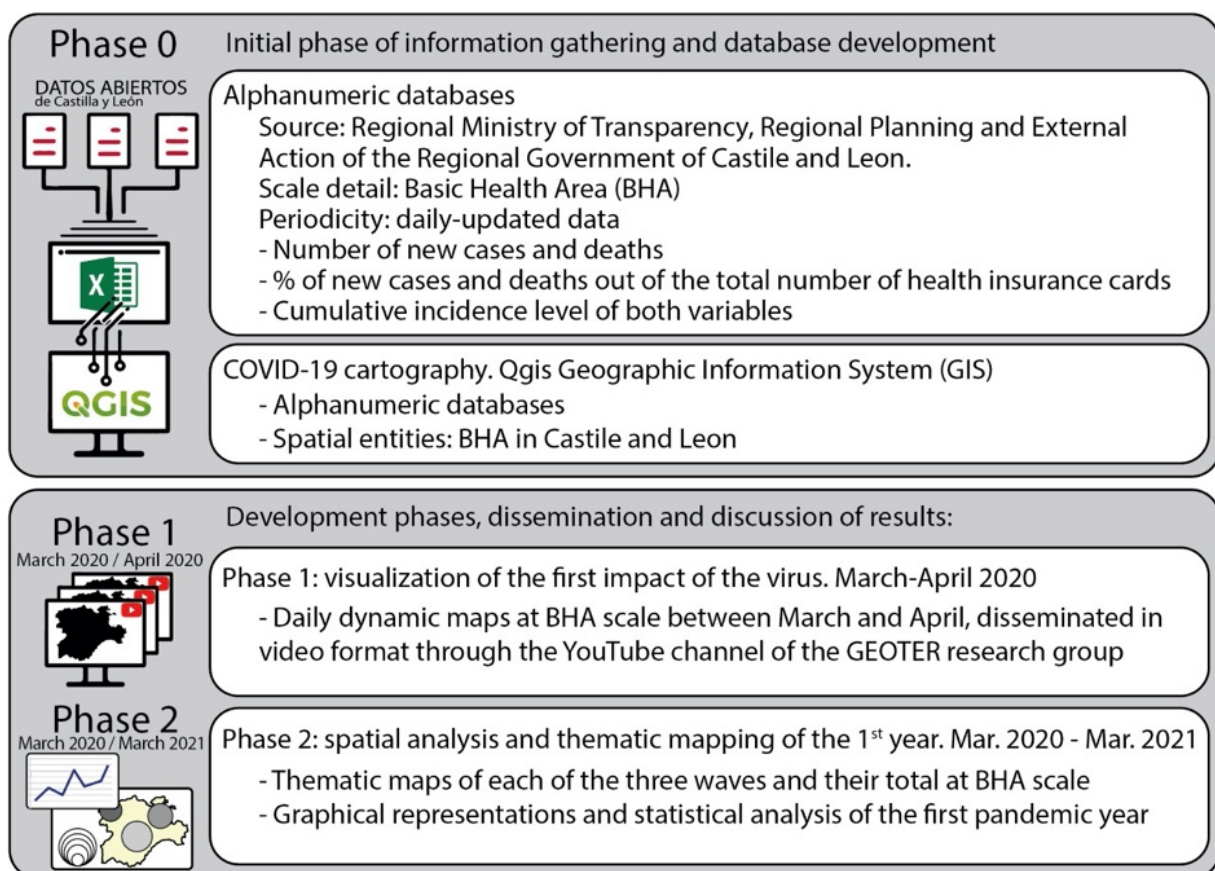 Phase 0
Initial phase of information gathering and database development
DATOS ABIERTOS
de Castilla y León
Alphanumeric databases
Source: Regional Ministry of Transparency, Regional Planning and External
Action of the Regional Government of Castile and Leon.
Scale detail: Basic Health Area (BHA)
Periodicity: daily-updated data
- Number of new cases and deaths
- % of new cases and deaths out of the total number of health insurance cards
- Cumulative incidence level of both variables
X
COVID-19 cartography. Qgis Geographic Information System (GIS)
- Alphanumeric databases
- Spatial entities: BHA in Castile and Leon
QGIS
Phase 1
March 2020 / April 2020
Development phases, dissemination and discussion of results:
Phase 1: visualization of the first impact of the virus. March-April 2020
- Daily dynamic maps at BHA scale between March and April, disseminated in
video format through the YouTube channel of the GEOTER research group
Phase 2
March 2020 / March 2021
Phase 2: spatial analysis and thematic mapping of the 1st year. Mar. 2020 - Mar. 2021
- Thematic maps of each of the three waves and their total at BHA scale
- Graphical representations and statistical analysis of the first pandemic year